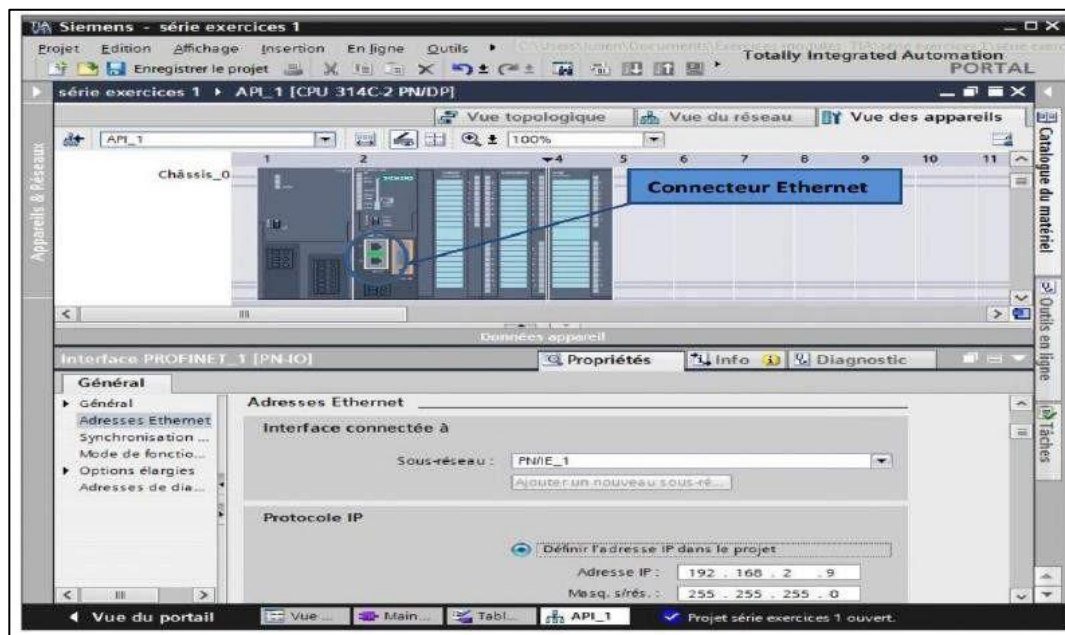 Siemens - série exercices 1
Projet Edition Affichage Insertion En ligne Outils
Enregistrer le projet
Totally Integrated Automation
PORTAL
série exercices 1 API_1 [CPU 314C-2 PN/DP]
Vue topologique Vue du réseau Vue des appareils
API_1 100%
1 2 4 5 6 7 8 9 10 11
Châssis_0
SIEMENS
Connecteur Ethernet
Appareils & Réseaux
Catalogue du matériel
Outils en ligne
Tâches
Données appareil
Interface PROFINET_1 [PN-IO]
Propriétés Info Diagnostic
Général
Général
Adresses Ethernet
Synchronisation ...
Mode de fonctio...
Options élargies
Adresses de dia...
Adresses Ethernet
Interface connectée à
Sous-réseau : PN/IE_1
Ajouter un nouveau sous-ré...
Protocole IP
Définir l'adresse IP dans le projet
Adresse IP : 192 . 168 . 2 . 9
Masq. s/rés. : 255 . 255 . 255 . 0
Vue du portail Vue ... Main... Tabl... API_1 Projet série exercices 1 ouvert.